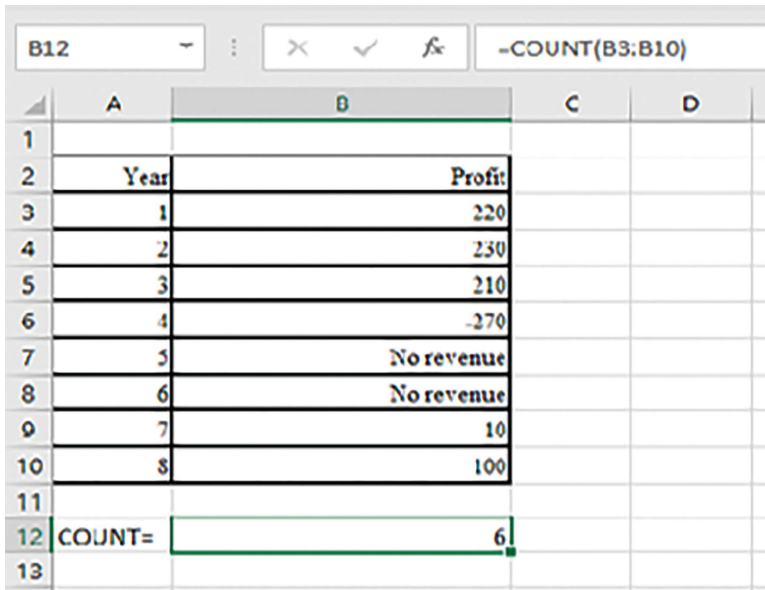 B12 fx =COUNT(B3:B10)
A B C D
1
2 Year Profit
3 1 220
4 2 230
5 3 210
6 4 -270
7 5 No revenue
8 6 No revenue
9 7 10
10 8 100
11
12 COUNT= 6
13